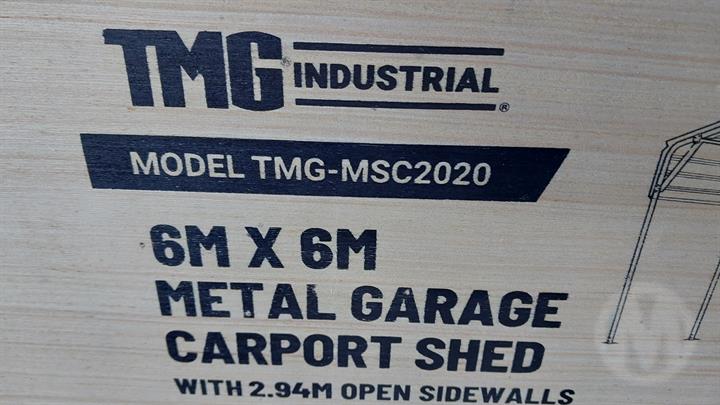 TMG INDUSTRIAL®
MODEL TMG-MSC2020
6M X 6M
METAL GARAGE
CARPORT SHED
WITH 2.94M OPEN SIDEWALLS